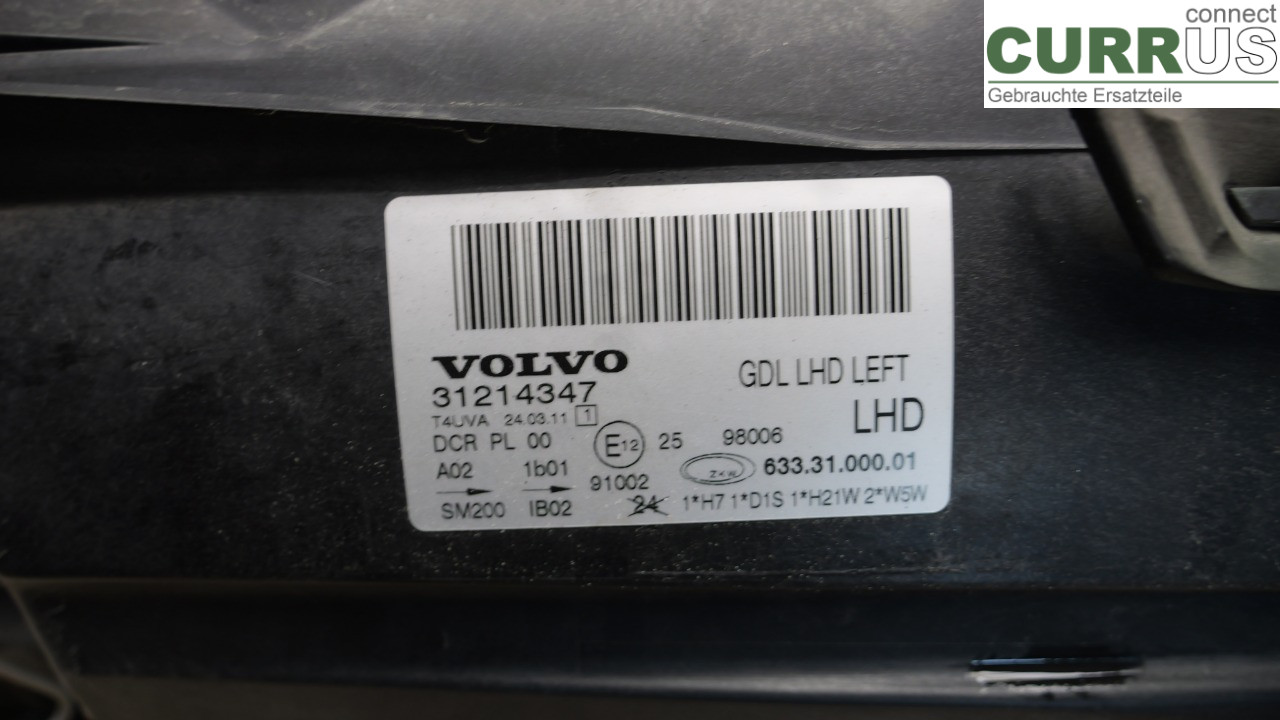 connect
CURRUS
Gebrauchte Ersatzteile
VOLVO
31214347
GDL LHD LEFT
T4UVA 24.03.11 1
LHD
DCR PL 00
E12 25 98006
A02 1b01
91002
ZKW 633.31.000.01
SM200 IB02
24 1*H7 1*D1S 1*H21W 2*W5W